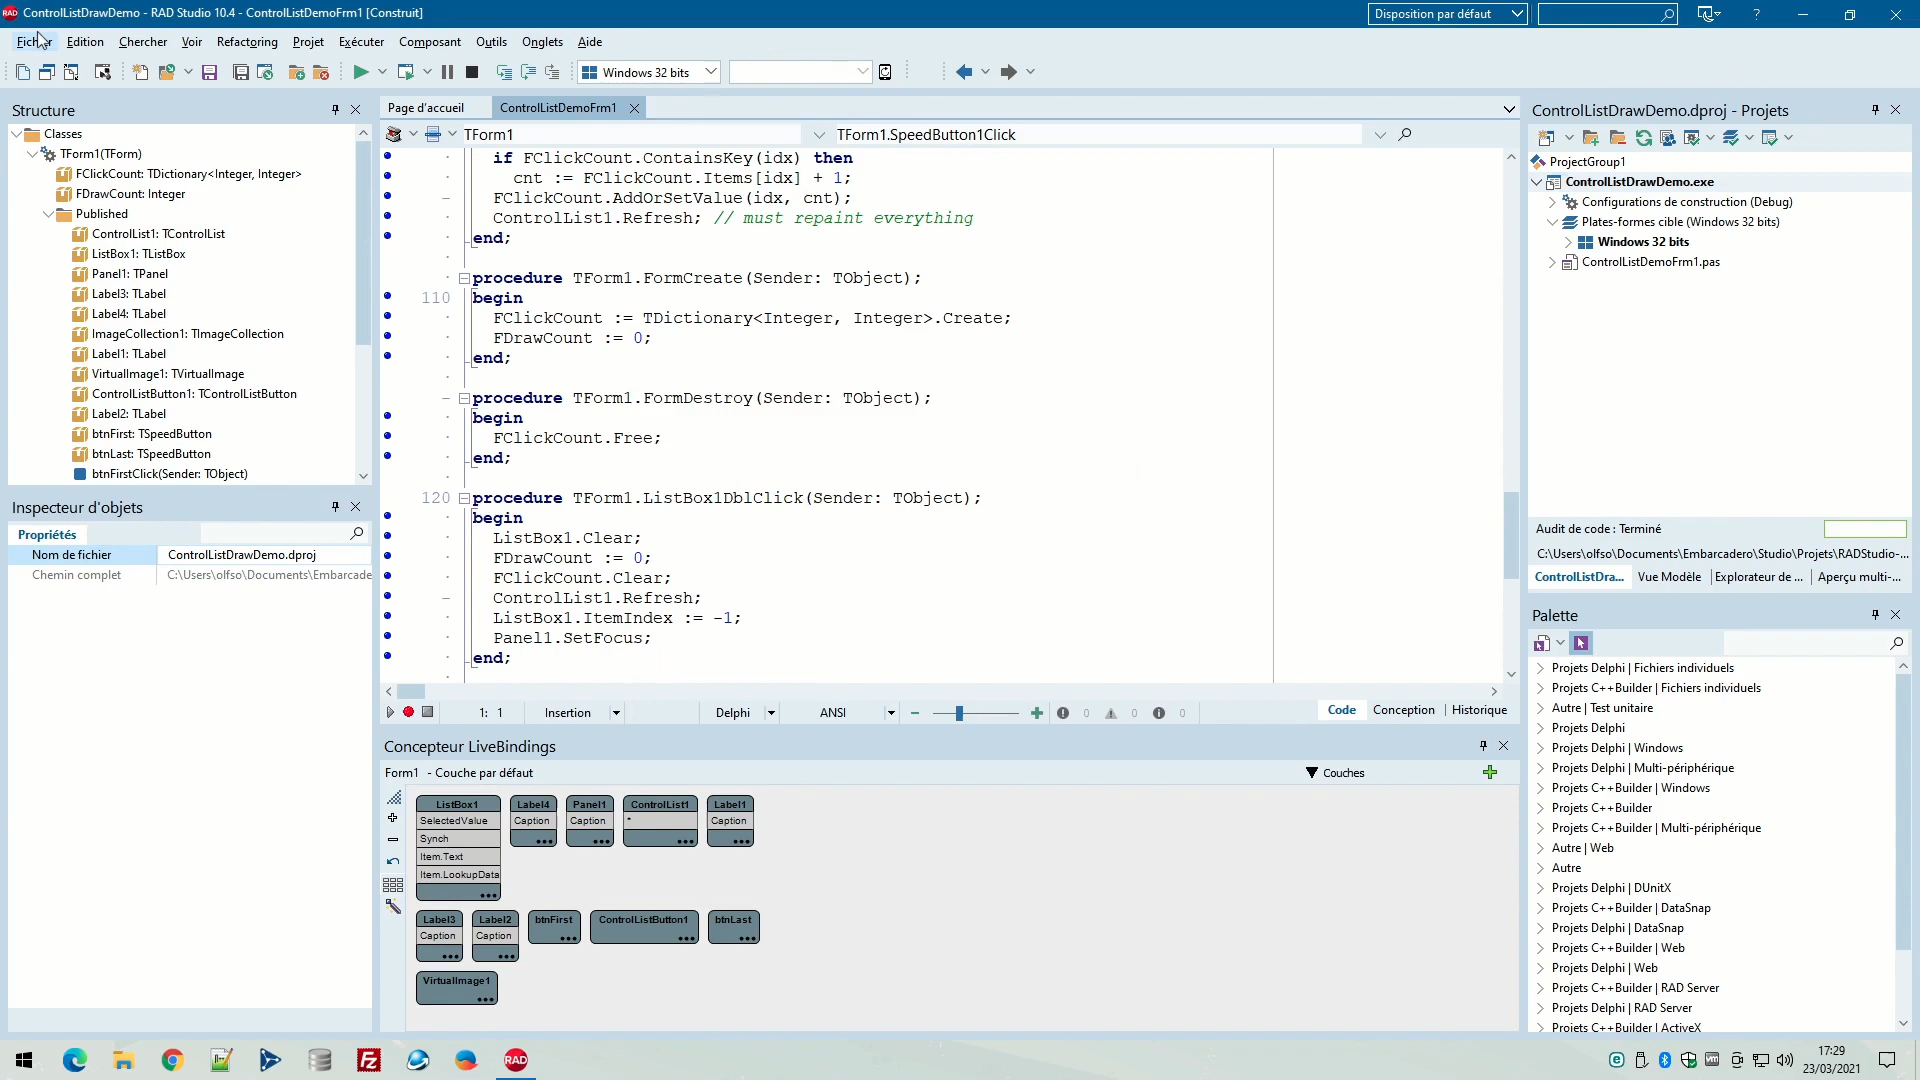 ControlListDrawDemo - RAD Studio 10.4 - ControlListDemoFrm1 [Construit]
Disposition par défaut
?
Fichier Edition Chercher Voir Refactoring Projet Exécuter Composant Outils Onglets Aide
Windows 32 bits
Structure
Classes
TForm1(TForm)
FClickCount: TDictionary<Integer, Integer>
FDrawCount: Integer
Published
ControlList1: TControlList
ListBox1: TListBox
Panel1: TPanel
Label3: TLabel
Label4: TLabel
ImageCollection1: TImageCollection
Label1: TLabel
VirtualImage1: TVirtualImage
ControlListButton1: TControlListButton
Label2: TLabel
btnFirst: TSpeedButton
btnLast: TSpeedButton
btnFirstClick(Sender: TObject)
Inspecteur d'objets
Propriétés
Nom de fichier ControlListDrawDemo.dproj
Chemin complet C:\Users\olfso\Documents\Embarcade
Page d'accueil ControlListDemoFrm1
TForm1 TForm1.SpeedButton1Click
if FClickCount.ContainsKey(idx) then
cnt := FClickCount.Items[idx] + 1;
FClickCount.AddOrSetValue(idx, cnt);
ControlList1.Refresh; // must repaint everything
end;
procedure TForm1.FormCreate(Sender: TObject);
110 begin
FClickCount := TDictionary<Integer, Integer>.Create;
FDrawCount := 0;
end;
procedure TForm1.FormDestroy(Sender: TObject);
begin
FClickCount.Free;
end;
120 procedure TForm1.ListBox1DblClick(Sender: TObject);
begin
ListBox1.Clear;
FDrawCount := 0;
FClickCount.Clear;
ControlList1.Refresh;
ListBox1.ItemIndex := -1;
Panel1.SetFocus;
end;
1: 1 Insertion Delphi ANSI 0 0 0 Code Conception Historique
Concepteur LiveBindings
Form1 - Couche par défaut Couches
ListBox1
SelectedValue
Synch
Item.Text
Item.LookupData
Label4
Caption
Panel1
Caption
ControlList1
*
Label1
Caption
Label3
Caption
Label2
Caption
btnFirst
ControlListButton1
btnLast
VirtualImage1
ControlListDrawDemo.dproj - Projets
ProjectGroup1
ControlListDrawDemo.exe
Configurations de construction (Debug)
Plates-formes cible (Windows 32 bits)
Windows 32 bits
ControlListDemoFrm1.pas
Audit de code : Terminé
C:\Users\olfso\Documents\Embarcadero\Studio\Projets\RADStudio-...
ControlListDra... Vue Modèle Explorateur de ... Aperçu multi-...
Palette
Projets Delphi | Fichiers individuels
Projets C++Builder | Fichiers individuels
Autre | Test unitaire
Projets Delphi
Projets Delphi | Windows
Projets Delphi | Multi-périphérique
Projets C++Builder | Windows
Projets C++Builder
Projets C++Builder | Multi-périphérique
Autre | Web
Autre
Projets Delphi | DUnitX
Projets C++Builder | DataSnap
Projets Delphi | DataSnap
Projets C++Builder | Web
Projets Delphi | Web
Projets C++Builder | RAD Server
Projets Delphi | RAD Server
Projets C++Builder | ActiveX
RAD
17:29
23/03/2021